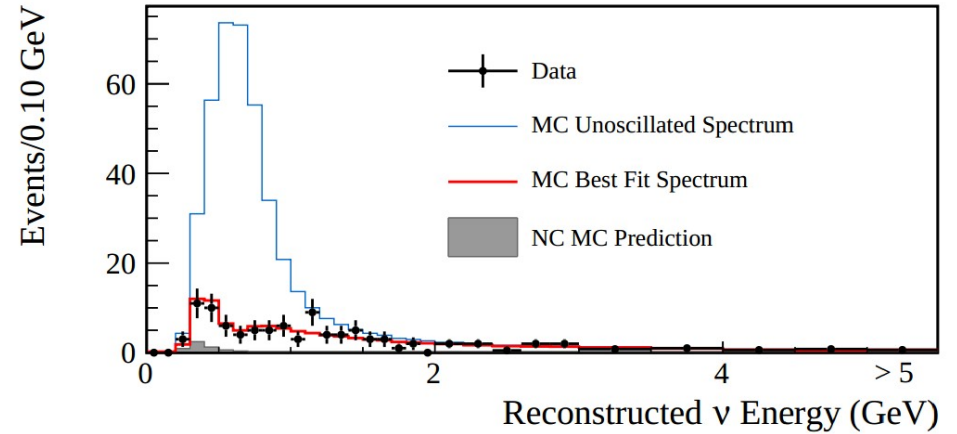 Events/0.10 GeV
60
40
20
0
Data
MC Unoscillated Spectrum
MC Best Fit Spectrum
NC MC Prediction
0 2 4 > 5
Reconstructed ν Energy (GeV)